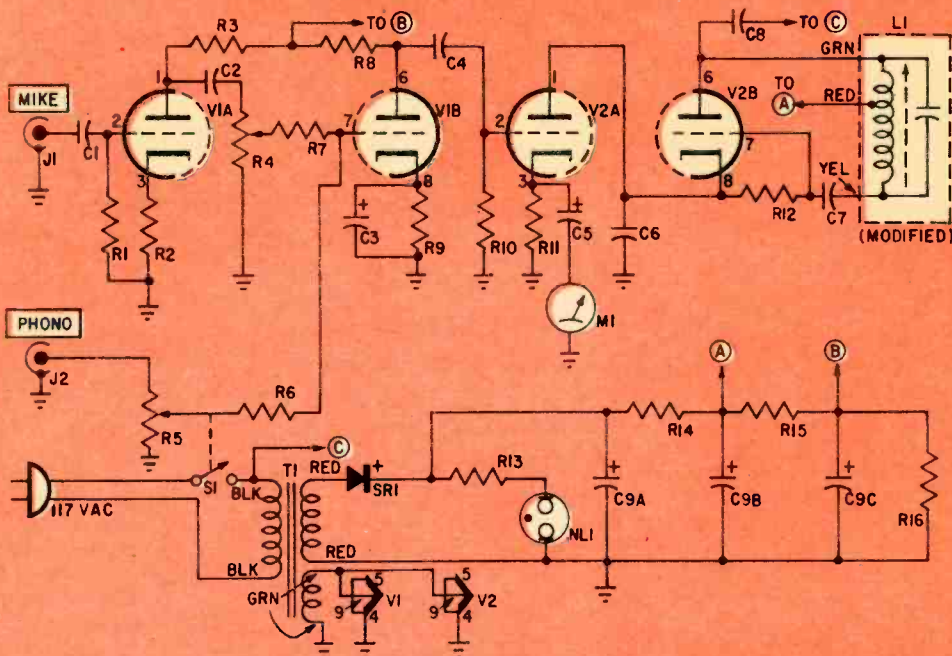 TO B
TO C
L1
R3
R8
C8
GRN
MIKE
1
C2
V1A
6
C4
1
V2A
6
V2B
TO
A
RED
J1
C1
2
R4
R7
7
V1B
2
7
3
8
3
8
YEL
R1
R2
+
C3
R9
R10
R11
+
C5
C6
R12
C7
(MODIFIED)
M1
PHONO
J2
R5
R6
A
B
C
117 VAC
S1
BLK
T1
RED
+
SR1
R13
R14
R15
+
C9A
+
C9B
+
C9C
R16
NL1
RED
BLK
GRN
5
9
4
V1
5
9
4
V2